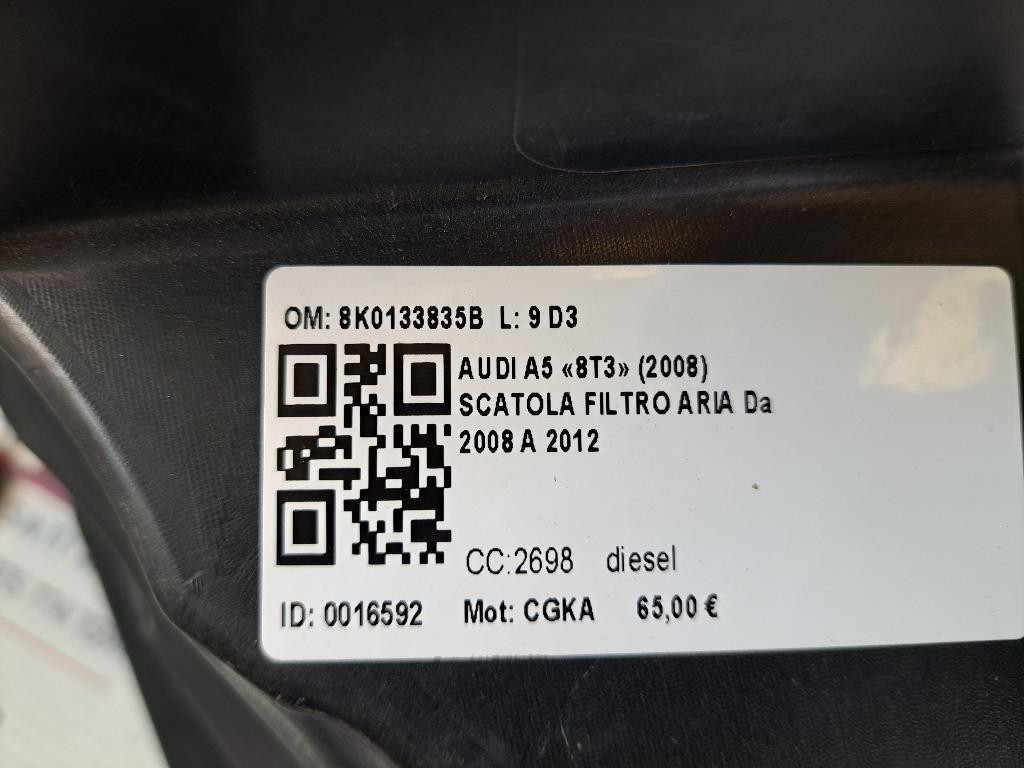 OM: 8K0133835B L: 9 D3
AUDI A5 «8T3» (2008)
SCATOLA FILTRO ARIA Da
2008 A 2012
CC:2698 diesel
ID: 0016592 Mot: CGKA 65,00 €